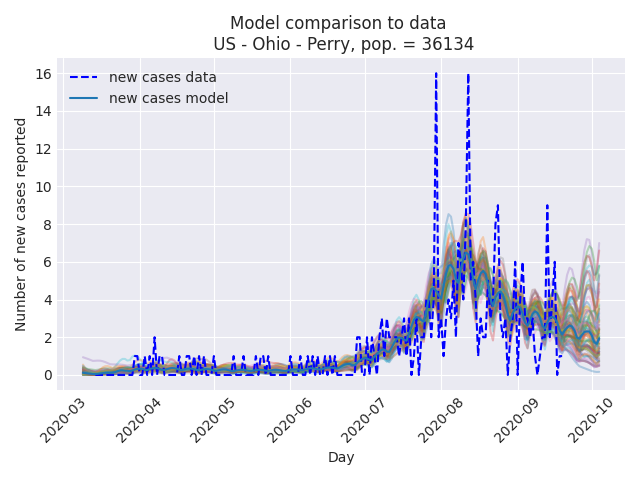 Model comparison to data
US - Ohio - Perry, pop. = 36134
new cases data
new cases model
Number of new cases reported
16
14
12
10
8
6
4
2
0
2020-03
2020-04
2020-05
2020-06
2020-07
2020-08
2020-09
2020-10
Day